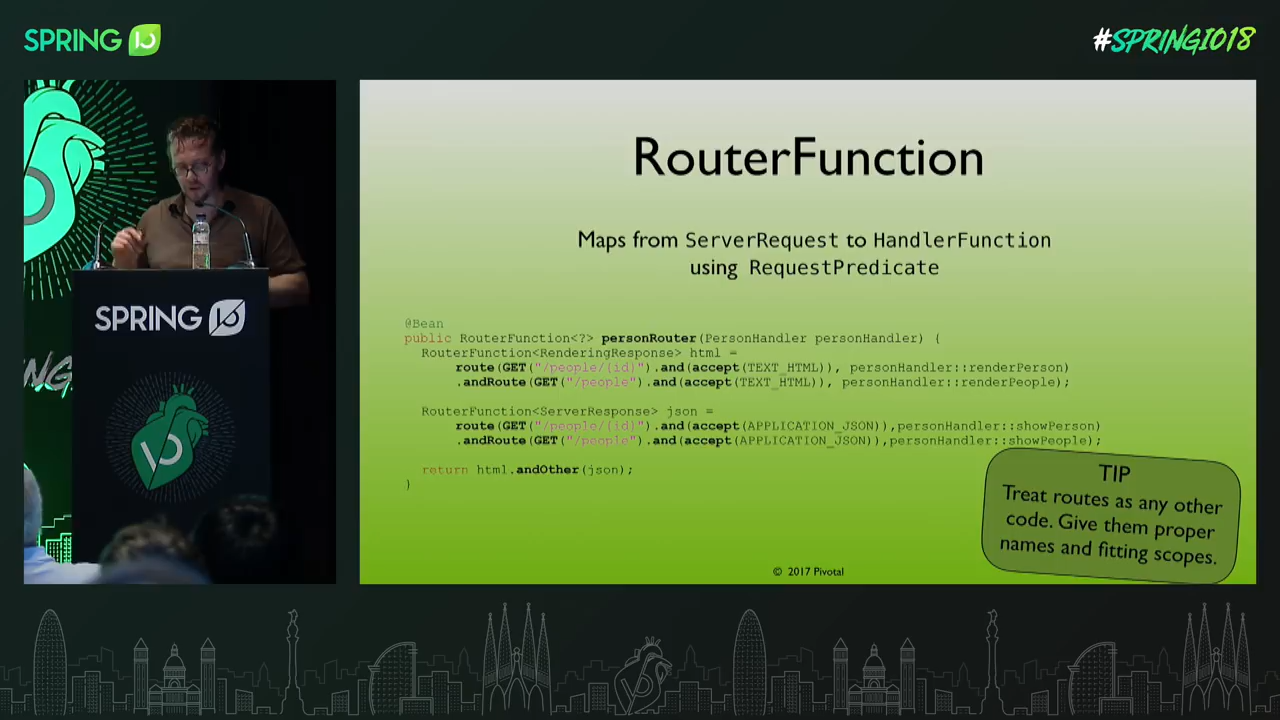 SPRING IO
#SPRINGIO18
RouterFunction
Maps from ServerRequest to HandlerFunction
using RequestPredicate
@Bean
public RouterFunction<?> personRouter(PersonHandler personHandler) {
RouterFunction<RenderingResponse> html =
route(GET("/people/{id}").and(accept(TEXT_HTML)), personHandler::renderPerson)
.andRoute(GET("/people").and(accept(TEXT_HTML)), personHandler::renderPeople);
RouterFunction<ServerResponse> json =
route(GET("/people/{id}").and(accept(APPLICATION_JSON)),personHandler::showPerson)
.andRoute(GET("/people").and(accept(APPLICATION_JSON)),personHandler::showPeople);
return html.andOther(json);
}
TIP
Treat routes as any other
code. Give them proper
names and fitting scopes.
© 2017 Pivotal
SPRING IO
IO